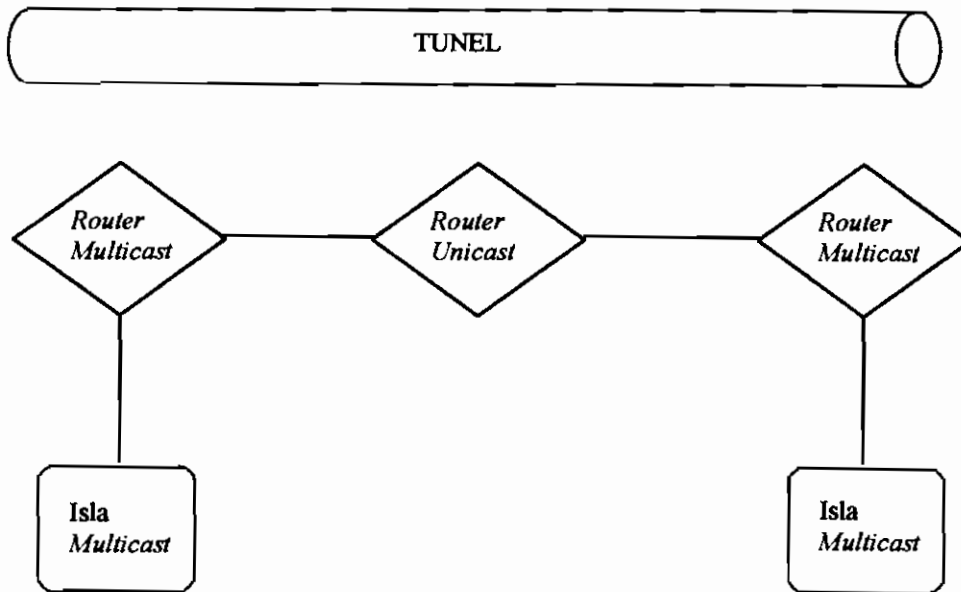 TUNEL
Router
Multicast
Router
Unicast
Router
Multicast
Isla
Multicast
Isla
Multicast